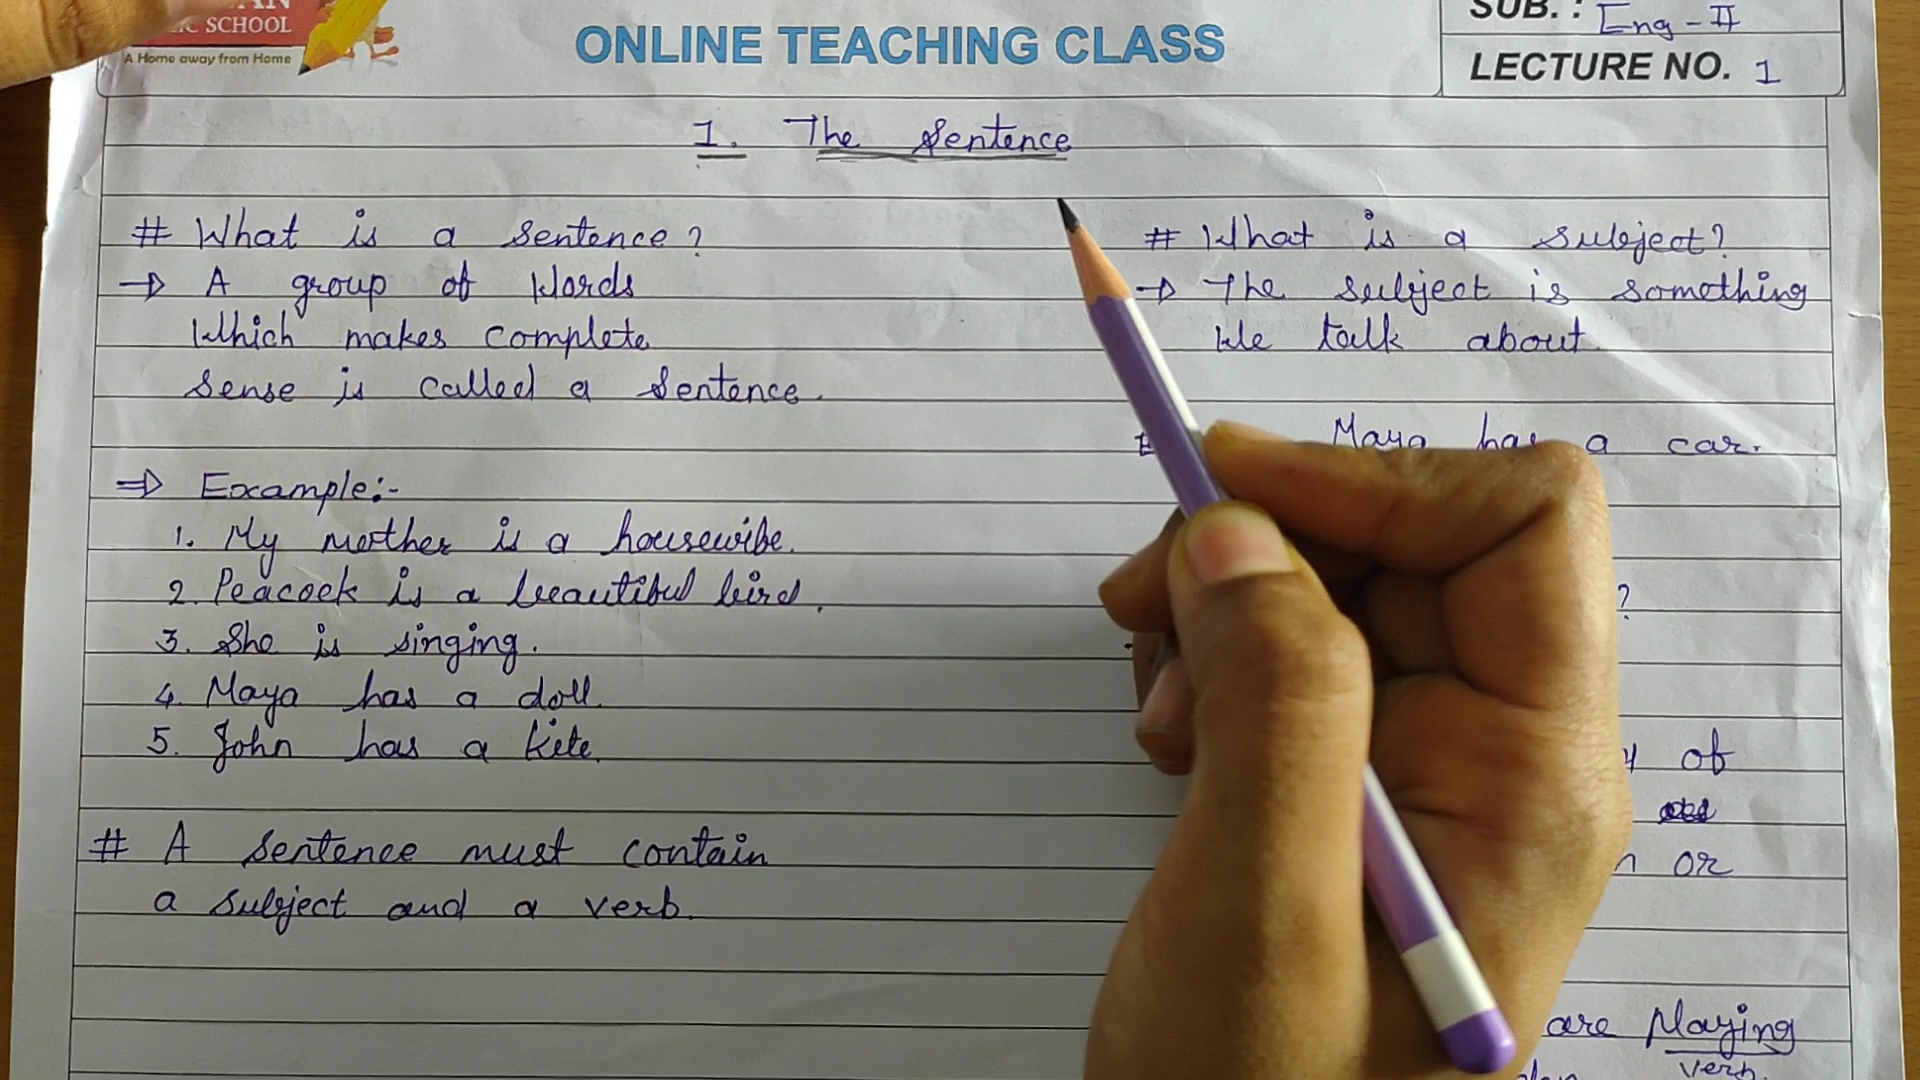 SCHOOL
A Home away from Home
ONLINE TEACHING CLASS
SUB. : Eng - II
LECTURE NO. 1
1. The Sentence
# What is a sentence?
→ A group of Words
Which makes complete
sense is called a sentence.
⇒ Example:-
1. My mother is a housewife.
2. Peacock is a beautiful bird.
3. She is singing.
4. Maya has a doll.
5. John has a kite.
# A sentence must contain
a subject and a verb.
# What is a subject?
→ The subject is something
We talk about.
Maya has a car.
?
of
or
are Playing
verb.